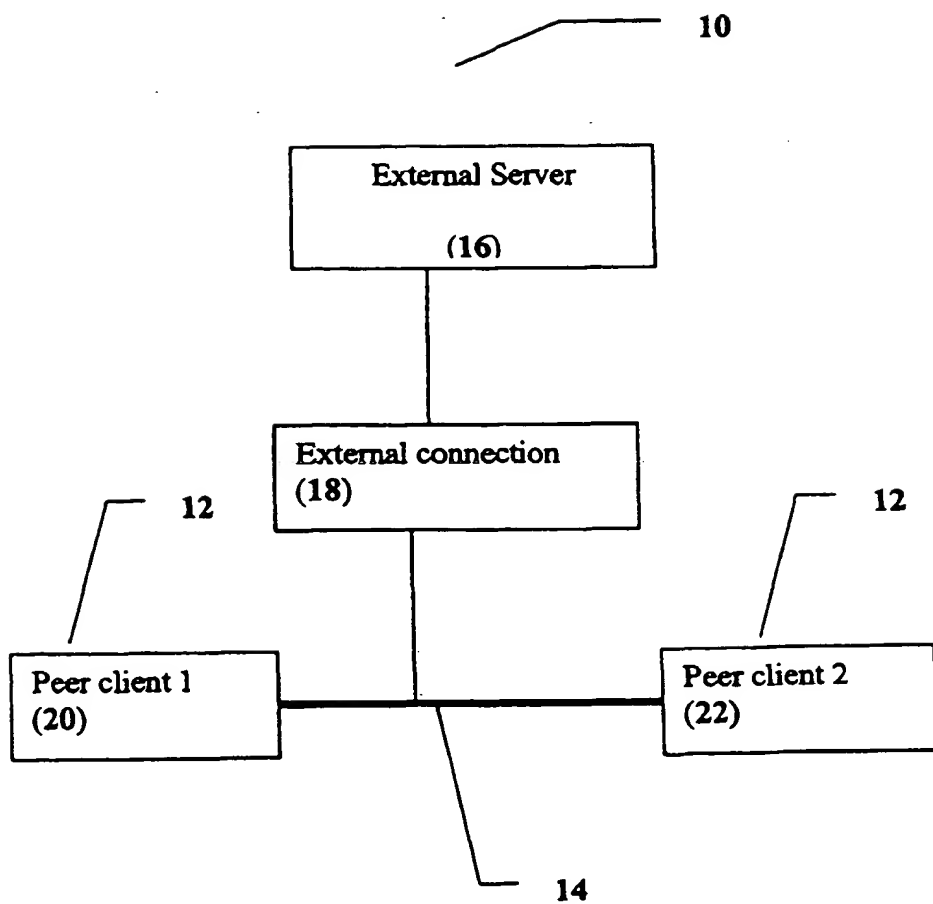 10
External Server
(16)
External connection
(18)
12
12
Peer client 1
(20)
Peer client 2
(22)
14